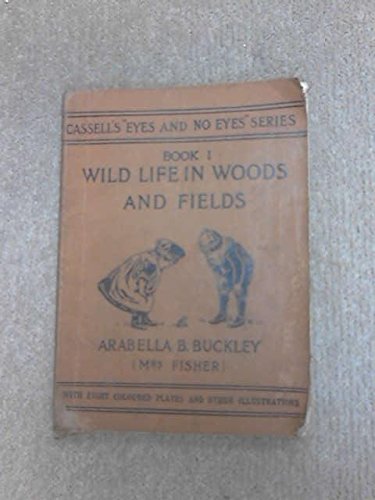 CASSELL'S "EYES AND NO EYES" SERIES
BOOK I
WILD LIFE IN WOODS
AND FIELDS
ARABELLA B. BUCKLEY
(MRS FISHER)
WITH EIGHT COLOURED PLATES AND OTHER ILLUSTRATIONS